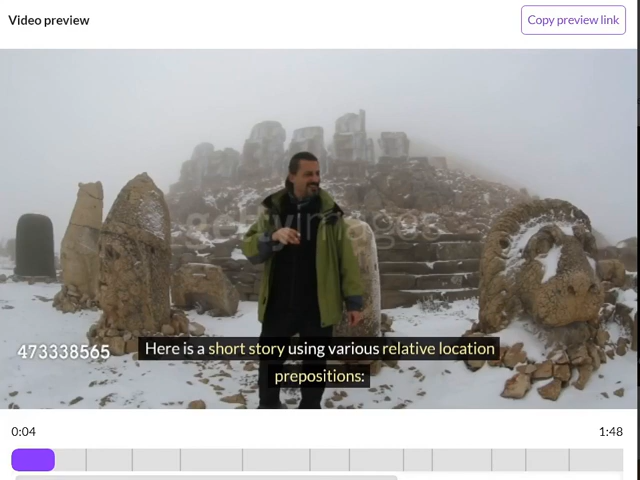 Video preview
Copy preview link
gettyimages
473338565
Here is a short story using various relative location
prepositions:
0:04
1:48